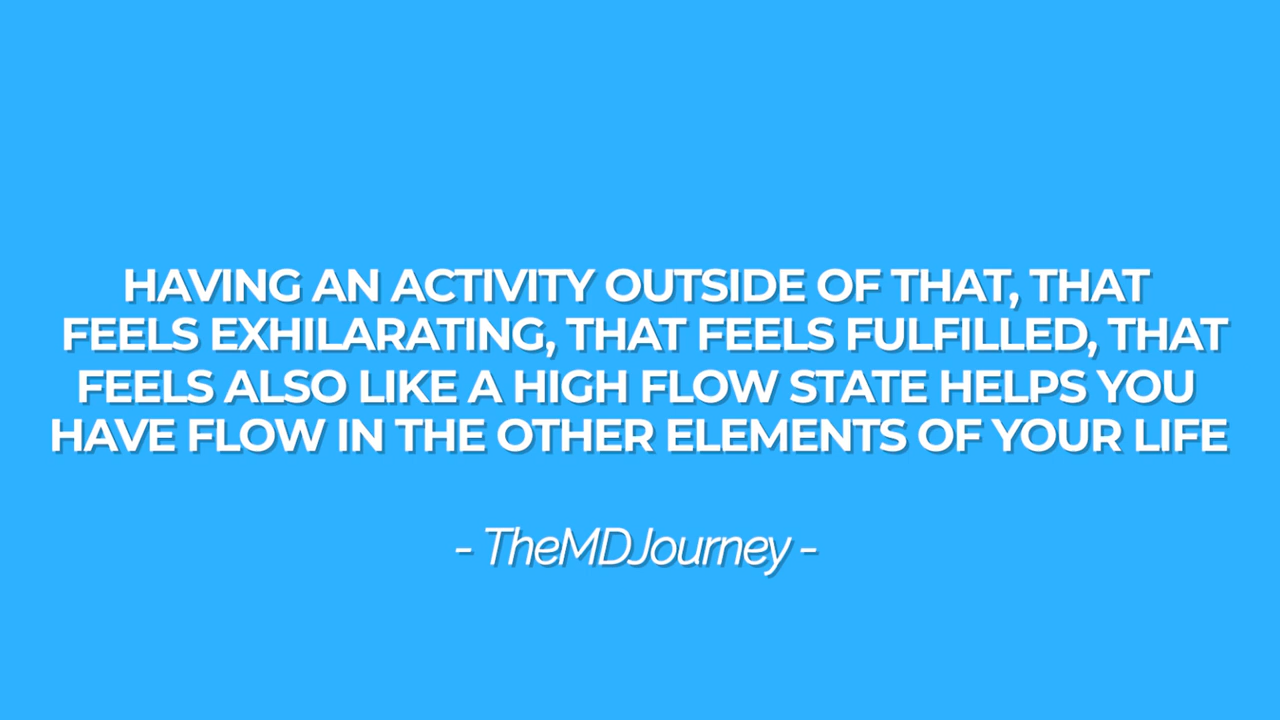 HAVING AN ACTIVITY OUTSIDE OF THAT, THAT
FEELS EXHILARATING, THAT FEELS FULFILLED, THAT
FEELS ALSO LIKE A HIGH FLOW STATE HELPS YOU
HAVE FLOW IN THE OTHER ELEMENTS OF YOUR LIFE
- TheMDJourney -